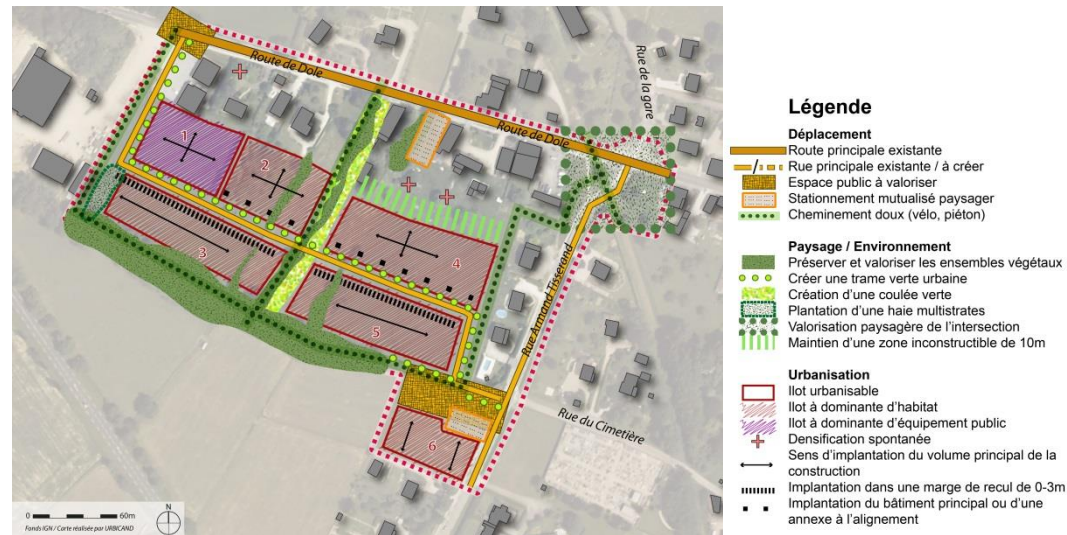 Route de Dole
Rue de la gare
Route de Dole
1
2
3
4
5
6
Rue Armand Tisserand
Rue du Cimetière
0
60m
N
Fonds IGN / Carte réalisée par URBICAND
Légende
Déplacement
Route principale existante
Rue principale existante / à créer
Espace public à valoriser
Stationnement mutualisé paysager
Cheminement doux (vélo, piéton)
Paysage / Environnement
Préserver et valoriser les ensembles végétaux
Créer une trame verte urbaine
Création d'une coulée verte
Plantation d'une haie multistrates
Valorisation paysagère de l'intersection
Maintien d'une zone inconstructible de 10m
Urbanisation
Ilot urbanisable
Ilot à dominante d'habitat
Ilot à dominante d'équipement public
Densification spontanée
Sens d'implantation du volume principal de la
construction
Implantation dans une marge de recul de 0-3m
Implantation du bâtiment principal ou d'une
annexe à l'alignement